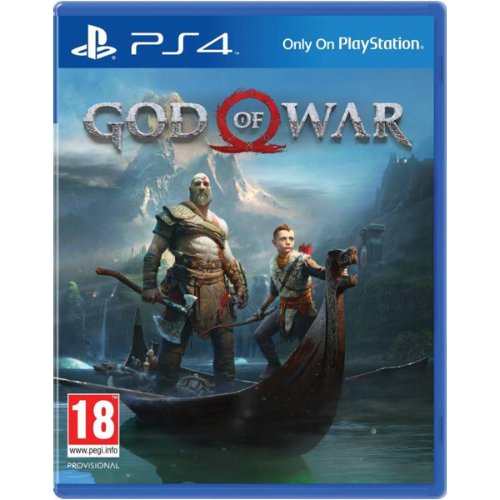 PS4
Only On PlayStation®
GOD OF WAR
18
www.pegi.info
PROVISIONAL